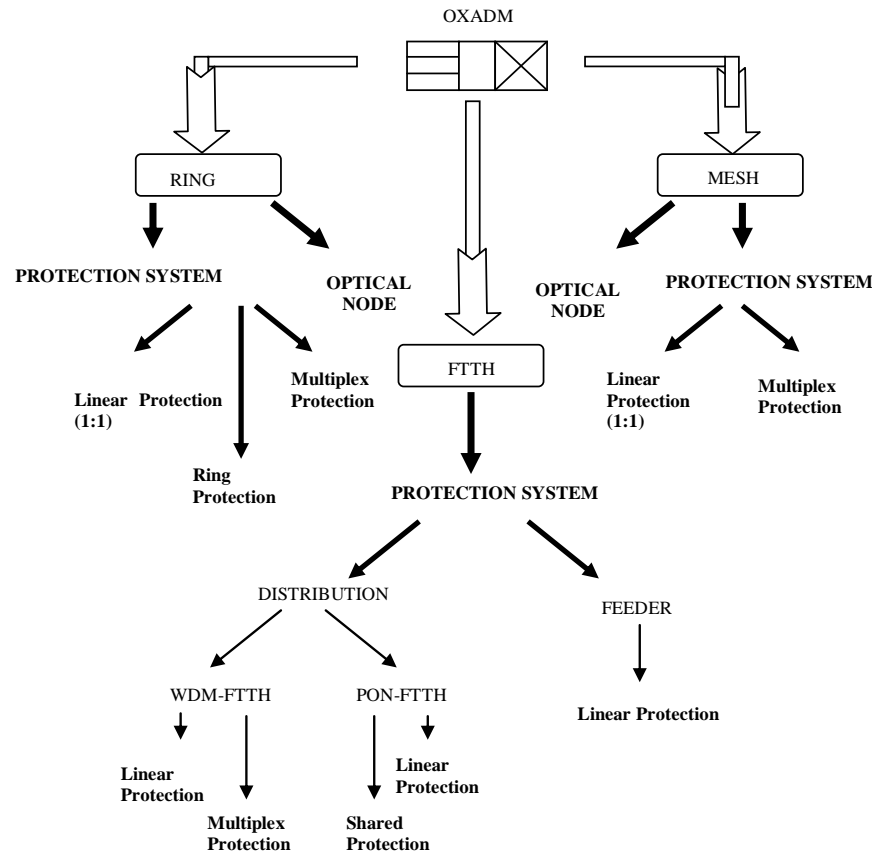 OXADM
RING
MESH
PROTECTION SYSTEM
OPTICAL
NODE
OPTICAL
NODE
PROTECTION SYSTEM
FTTH
Linear Protection
(1:1)
Multiplex
Protection
Linear
Protection
(1:1)
Multiplex
Protection
Ring
Protection
PROTECTION SYSTEM
DISTRIBUTION
FEEDER
WDM-FTTH
PON-FTTH
Linear Protection
Linear
Protection
Linear
Protection
Multiplex
Protection
Shared
Protection